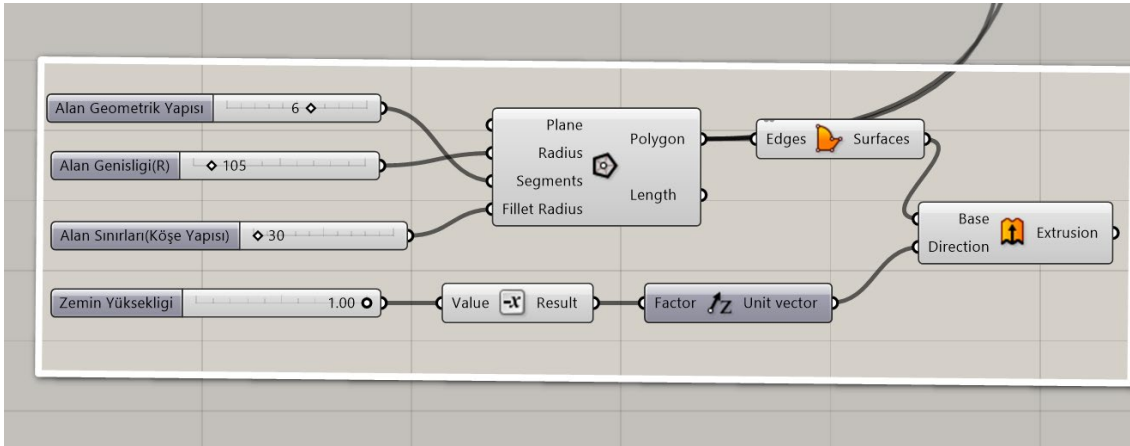 Alan Geometrik Yapısı 6
Alan Genisligi(R) 105
Alan Sınırları(Köşe Yapısı) 30
Zemin Yüksekligi 1.00
Plane
Radius
Segments
Fillet Radius
Polygon
Length
Edges Surfaces
Base
Direction
Extrusion
Value -x Result
Factor Z Unit vector